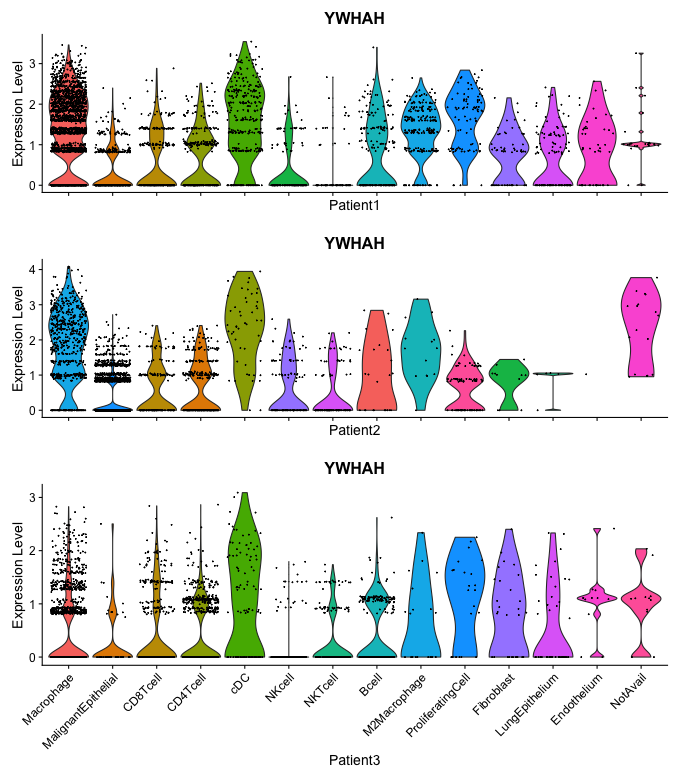 YWHAH
Expression Level
3
2
1
0
Patient1
YWHAH
Expression Level
4
3
2
1
0
Patient2
YWHAH
Expression Level
3
2
1
0
Macrophage
MalignantEpithelial
CD8Tcell
CD4Tcell
cDC
NKcell
NKTcell
Bcell
M2Macrophage
ProliferatingCell
Fibroblast
LungEpithelium
Endothelium
NotAvail
Patient3